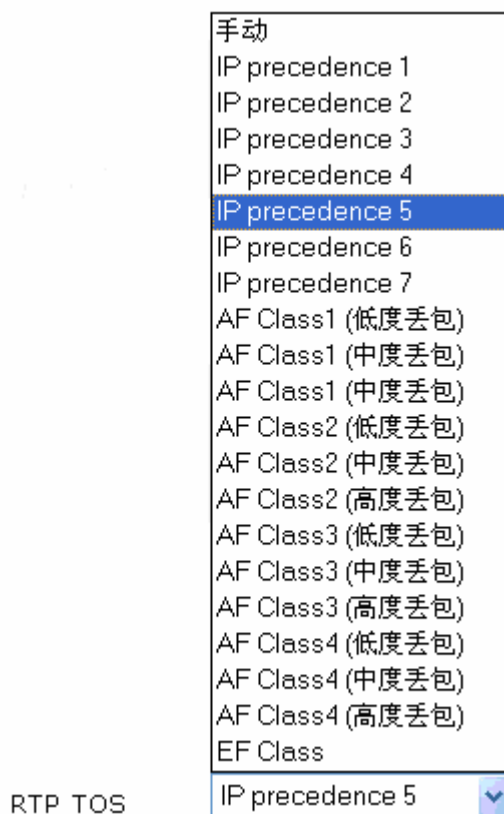 手动
IP precedence 1
IP precedence 2
IP precedence 3
IP precedence 4
IP precedence 5
IP precedence 6
IP precedence 7
AF Class1 (低度丢包)
AF Class1 (中度丢包)
AF Class1 (中度丢包)
AF Class2 (低度丢包)
AF Class2 (中度丢包)
AF Class2 (高度丢包)
AF Class3 (低度丢包)
AF Class3 (中度丢包)
AF Class3 (高度丢包)
AF Class4 (低度丢包)
AF Class4 (中度丢包)
AF Class4 (高度丢包)
EF Class
RTP TOS IP precedence 5